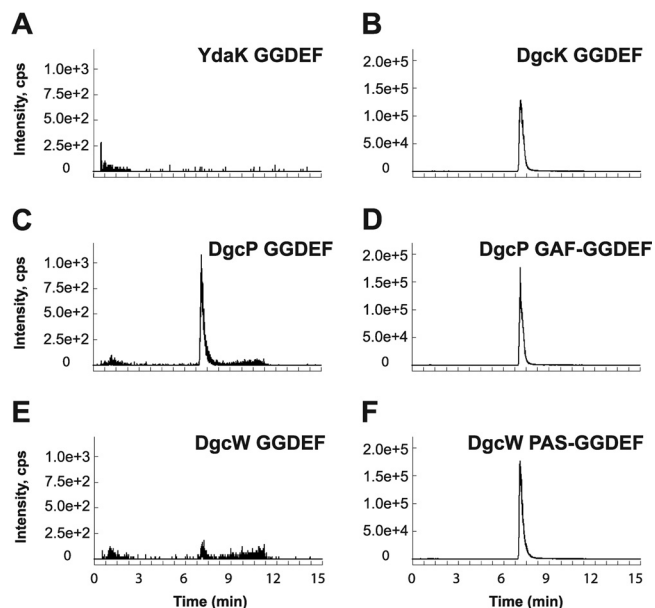 A
YdaK GGDEF
Intensity, cps
1.0e+3
7.5e+2
5.0e+2
2.5e+2
0
B
DgcK GGDEF
2.0e+5
1.5e+5
1.0e+5
5.0e+4
0
C
DgcP GGDEF
Intensity, cps
1.0e+3
7.5e+2
5.0e+2
2.5e+2
0
D
DgcP GAF-GGDEF
2.0e+5
1.5e+5
1.0e+5
5.0e+4
0
E
DgcW GGDEF
Intensity, cps
1.0e+3
7.5e+2
5.0e+2
2.5e+2
0
0 3 6 9 12 15
Time (min)
F
DgcW PAS-GGDEF
2.0e+5
1.5e+5
1.0e+5
5.0e+4
0
0 3 6 9 12 15
Time (min)